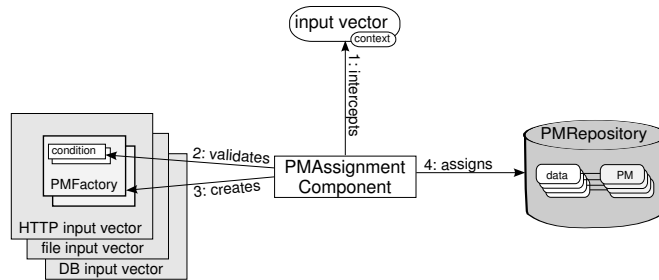 input vector
context
1: intercepts
condition
PMFactory
HTTP input vector
file input vector
DB input vector
2: validates
3: creates
PMAssignment
Component
4: assigns
PMRepository
data
PM